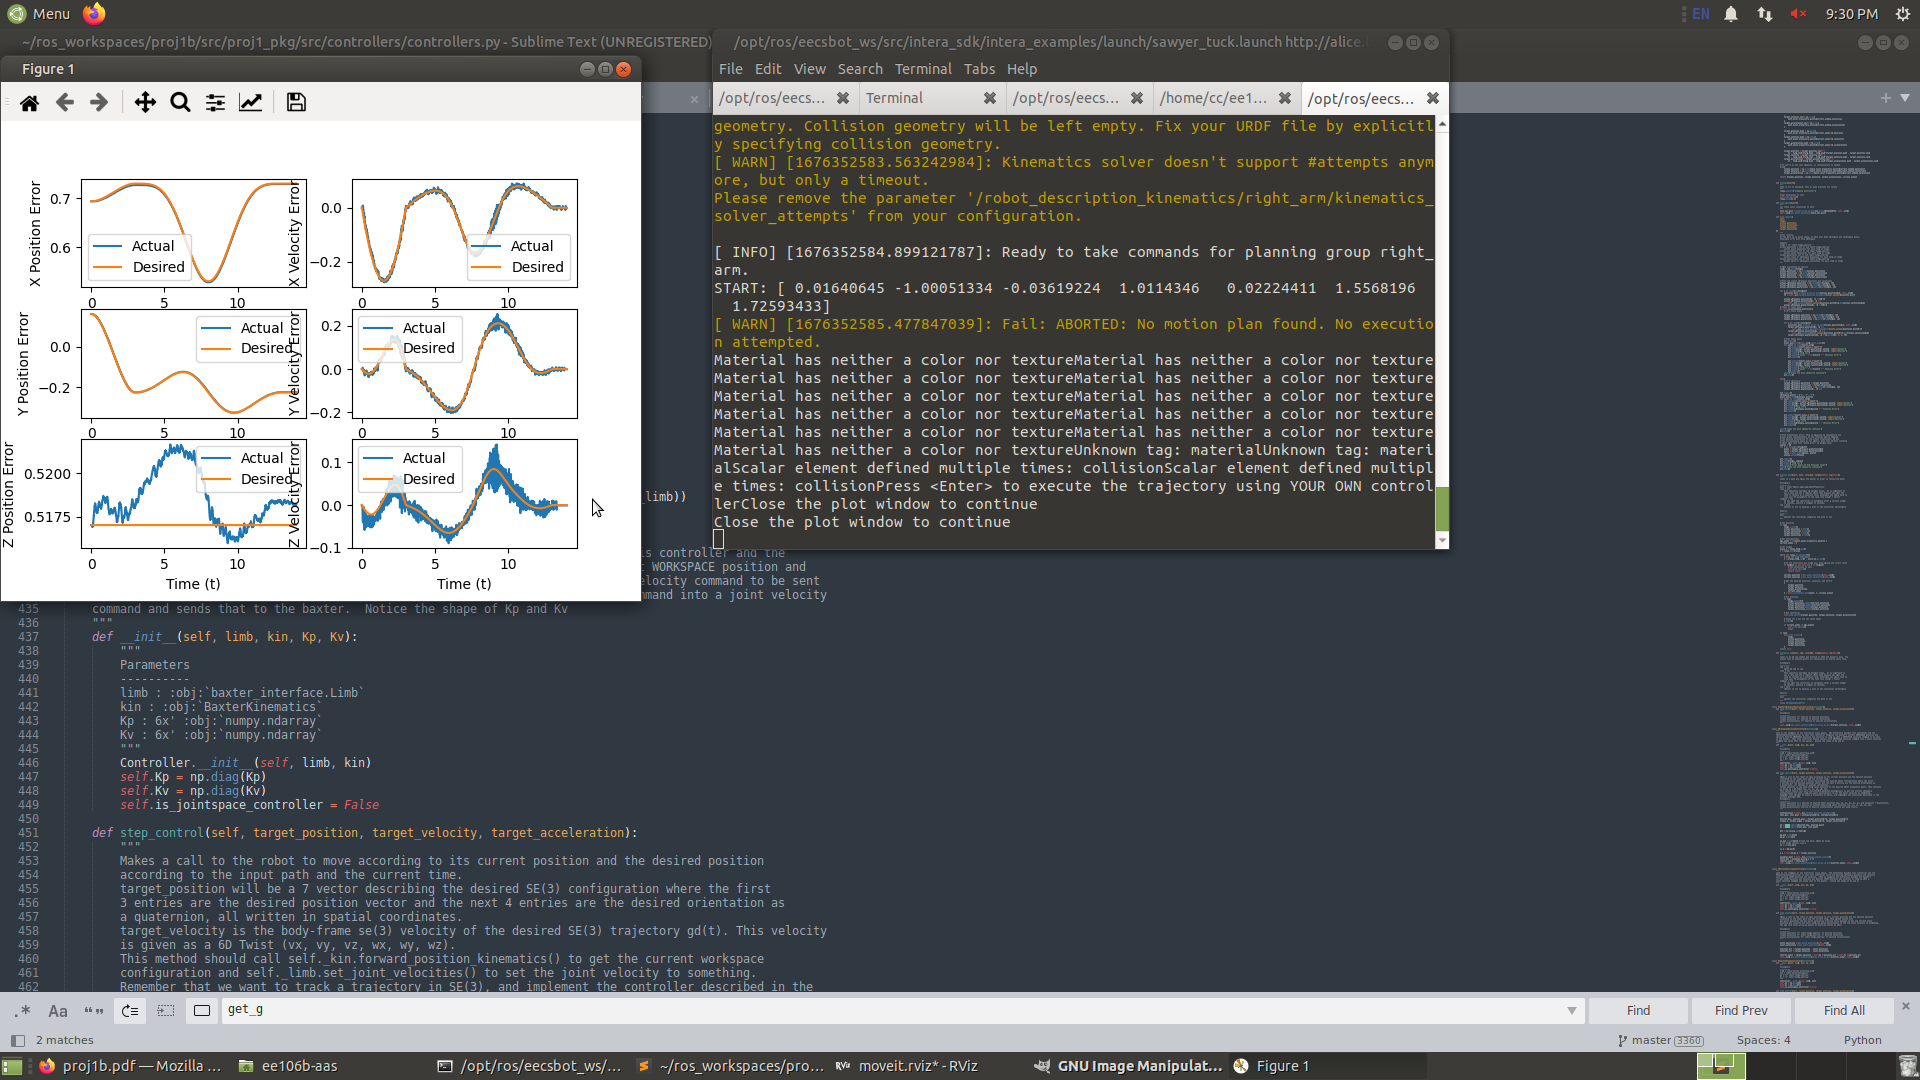 Menu
EN
9:30 PM
~/ros_workspaces/proj1b/src/proj1_pkg/src/controllers/controllers.py - Sublime Text (UNREGISTERED)
/opt/ros/eecsbot_ws/src/intera_sdk/intera_examples/launch/sawyer_tuck.launch http://alice.
Figure 1
File Edit View Search Terminal Tabs Help
/opt/ros/eecs...
Terminal
/opt/ros/eecs...
/home/cc/ee1...
/opt/ros/eecs...
geometry. Collision geometry will be left empty. Fix your URDF file by explicitl
y specifying collision geometry.
[ WARN] [1676352583.563242984]: Kinematics solver doesn't support #attempts anym
ore, but only a timeout.
Please remove the parameter '/robot_description_kinematics/right_arm/kinematics_
solver_attempts' from your configuration.
[ INFO] [1676352584.899121787]: Ready to take commands for planning group right_
arm.
START: [ 0.01640645 -1.00051334 -0.03619224  1.0114346   0.02224411  1.5568196
  1.72593433]
[ WARN] [1676352585.477847039]: Fail: ABORTED: No motion plan found. No executio
n attempted.
Material has neither a color nor textureMaterial has neither a color nor texture
Material has neither a color nor textureMaterial has neither a color nor texture
Material has neither a color nor textureMaterial has neither a color nor texture
Material has neither a color nor textureMaterial has neither a color nor texture
Material has neither a color nor textureMaterial has neither a color nor texture
Material has neither a color nor textureUnknown tag: materialUnknown tag: materi
alScalar element defined multiple times: collisionScalar element defined multipl
e times: collisionPress <Enter> to execute the trajectory using YOUR OWN control
lerClose the plot window to continue
Close the plot window to continue
X Position Error
0.7
0.6
Actual
Desired
0 10
X Velocity Error
0.0
−0.2
Actual
Desired
0 5 10
Y Position Error
0.0
−0.2
Actual
Desired
0 10
Y Velocity Error
0.2
0.0
−0.2
Actual
Desired
0 5 10
Z Position Error
0.5200
0.5175
Actual
Desired
0 5 10
Time (t)
Z Velocity Error
0.1
0.0
−0.1
Actual
Desired
0 5 10
Time (t)
limb))
s controller and the
WORKSPACE position and
locity command to be sent
mmand into a joint velocity
435 command and sends that to the baxter.  Notice the shape of Kp and Kv
436 """
437 def __init__(self, limb, kin, Kp, Kv):
438 """
439 Parameters
440 ----------
441 limb : :obj:`baxter_interface.Limb`
442 kin : :obj:`BaxterKinematics`
443 Kp : 6x' :obj:`numpy.ndarray`
444 Kv : 6x' :obj:`numpy.ndarray`
445 """
446 Controller.__init__(self, limb, kin)
447 self.Kp = np.diag(Kp)
448 self.Kv = np.diag(Kv)
449 self.is_jointspace_controller = False
450
451 def step_control(self, target_position, target_velocity, target_acceleration):
452 """
453 Makes a call to the robot to move according to its current position and the desired position
454 according to the input path and the current time.
455 target_position will be a 7 vector describing the desired SE(3) configuration where the first
456 3 entries are the desired position vector and the next 4 entries are the desired orientation as
457 a quaternion, all written in spatial coordinates.
458 target_velocity is the body-frame se(3) velocity of the desired SE(3) trajectory gd(t). This velocity
459 is given as a 6D Twist (vx, vy, vz, wx, wy, wz).
460 This method should call self._kin.forward_position_kinematics() to get the current workspace
461 configuration and self._limb.set_joint_velocities() to set the joint velocity to something.
462 Remember that we want to track a trajectory in SE(3), and implement the controller described in the
.* Aa “” get_g Find Find Prev Find All
2 matches
master 3360 Spaces: 4 Python
proj1b.pdf — Mozilla ...
ee106b-aas
/opt/ros/eecsbot_ws/...
~/ros_workspaces/pro...
RViz moveit.rviz* - RViz
GNU Image Manipulat...
Figure 1